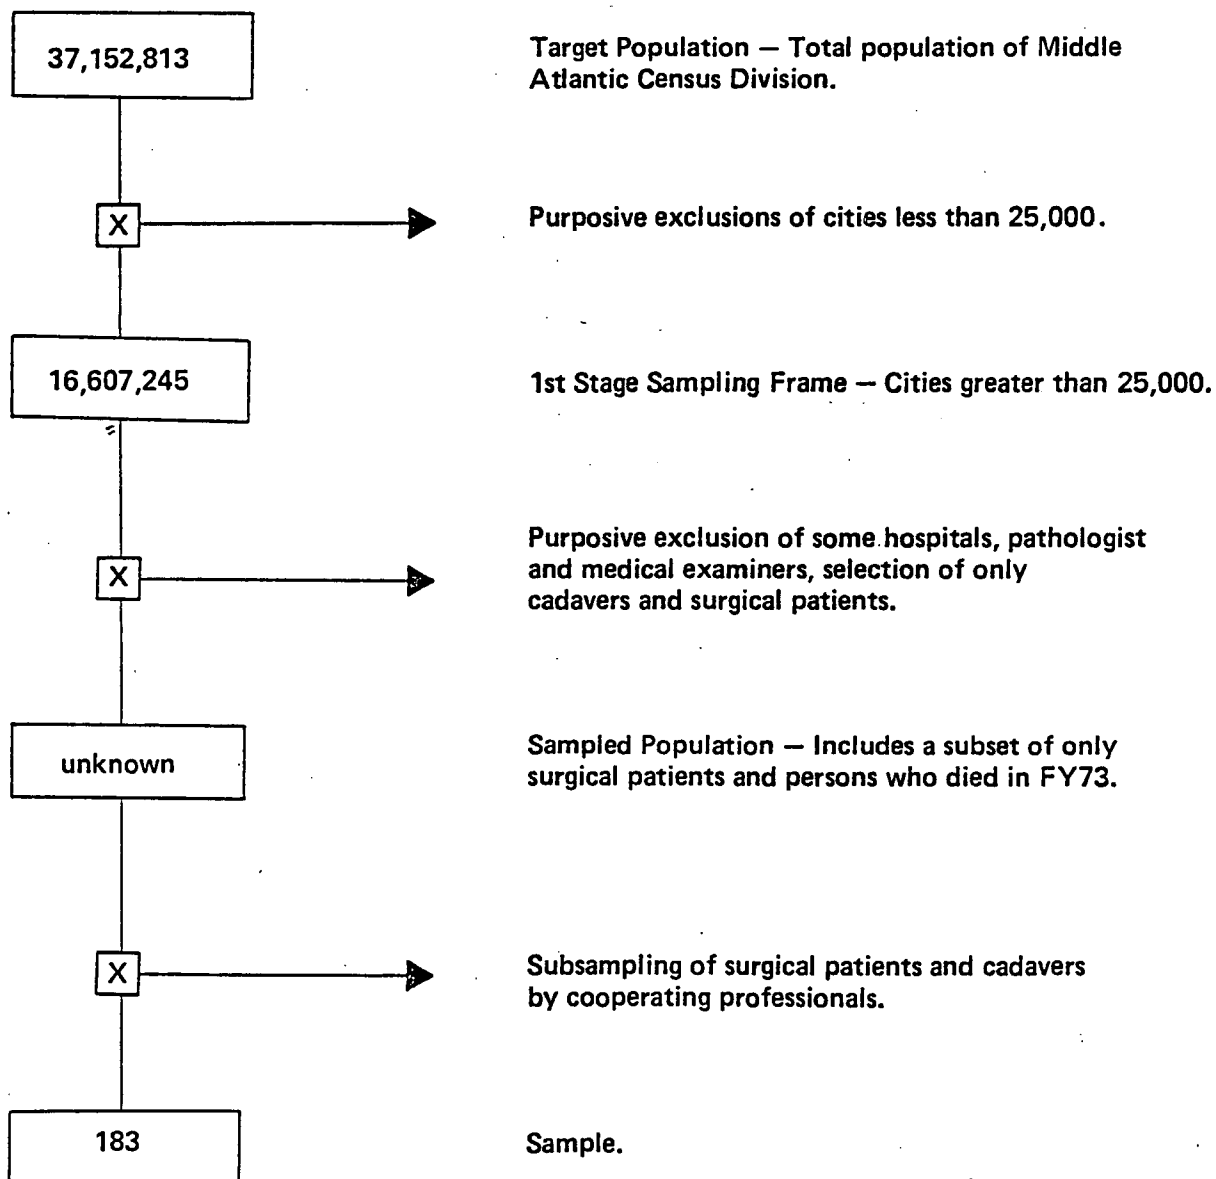 37,152,813
Target Population — Total population of Middle
Atlantic Census Division.
X
Purposive exclusions of cities less than 25,000.
16,607,245
1st Stage Sampling Frame — Cities greater than 25,000.
X
Purposive exclusion of some hospitals, pathologist
and medical examiners, selection of only
cadavers and surgical patients.
unknown
Sampled Population — Includes a subset of only
surgical patients and persons who died in FY73.
X
Subsampling of surgical patients and cadavers
by cooperating professionals.
183
Sample.